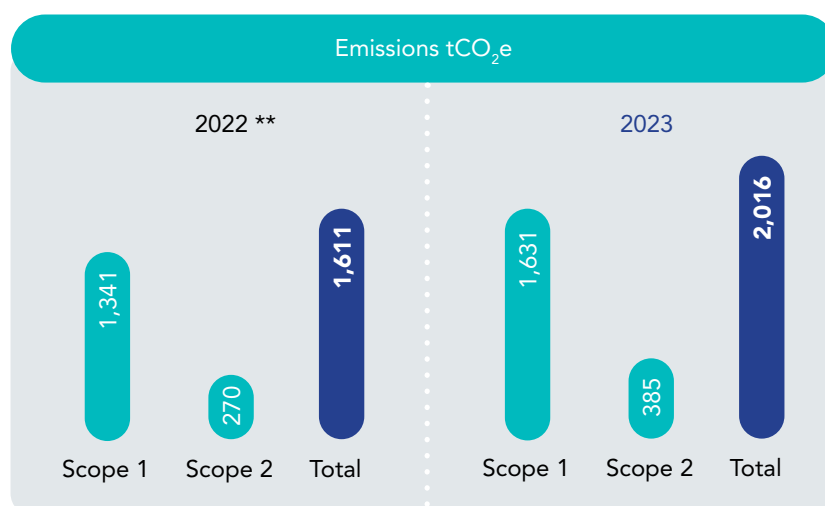 Emissions tCO₂e
2022 **
1,341
270
1,611
Scope 1
Scope 2
Total
2023
1,631
385
2,016
Scope 1
Scope 2
Total